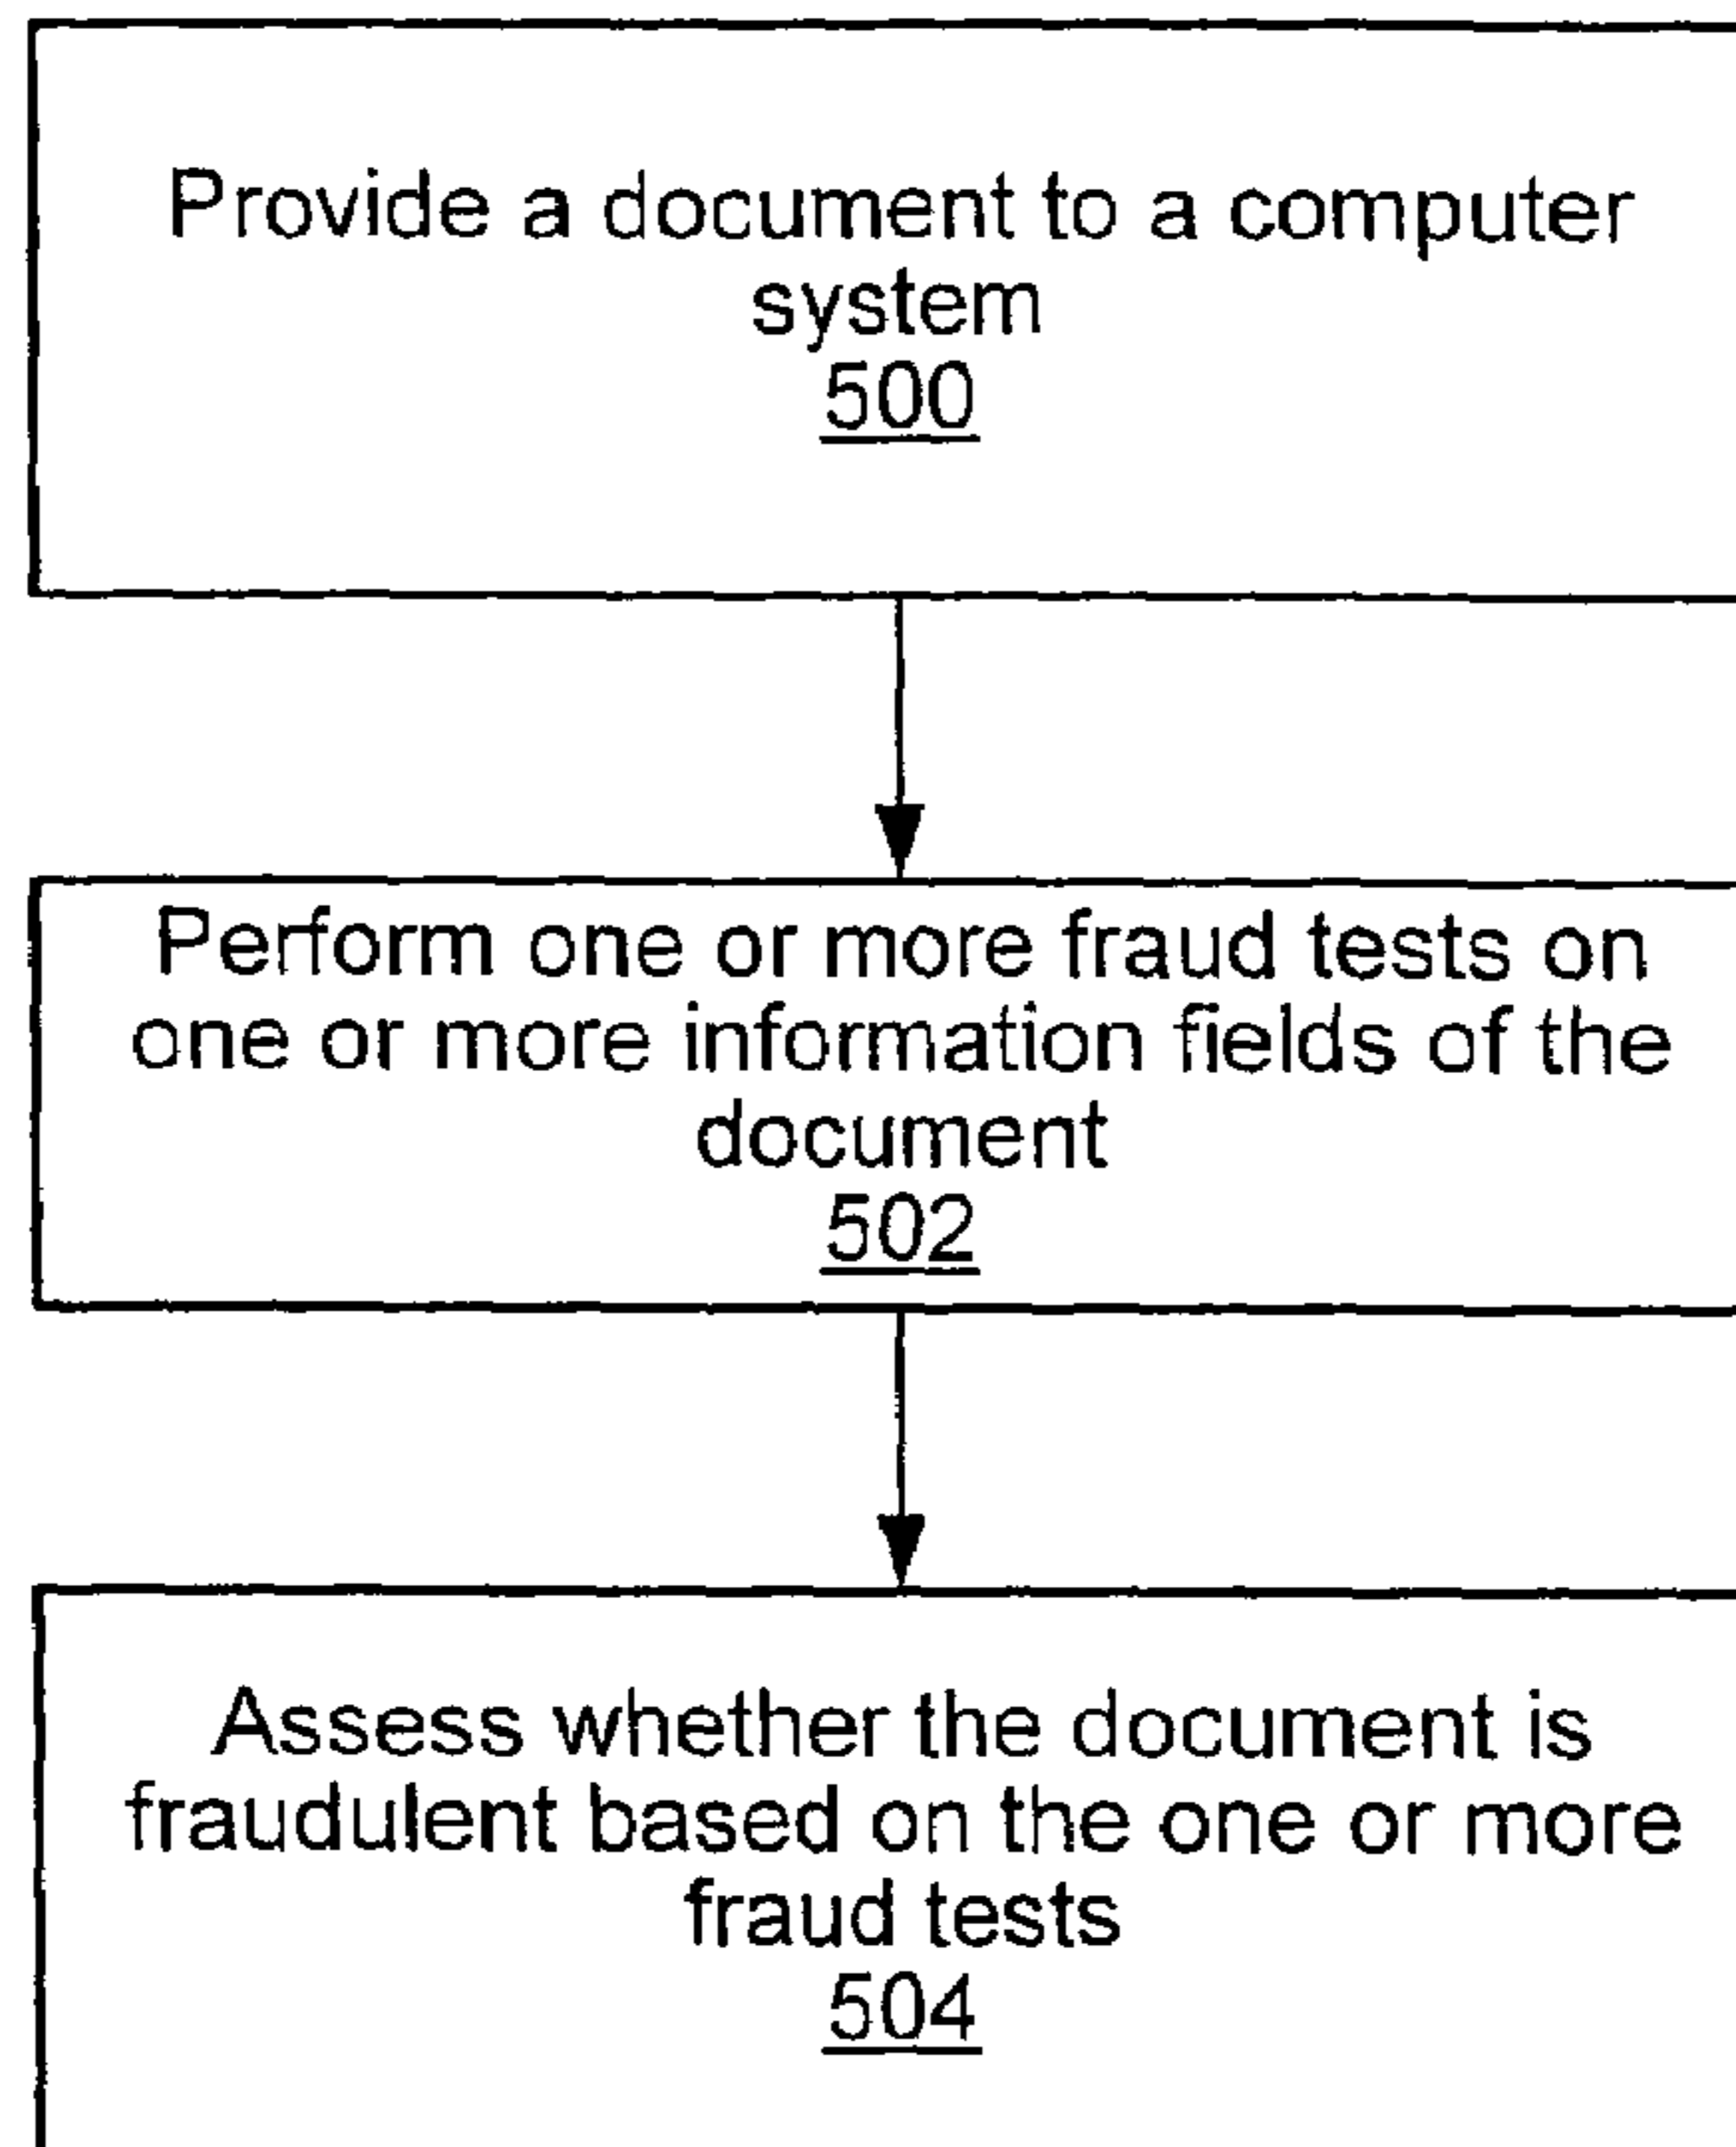 Provide a document to a computer
system
500
Perform one or more fraud tests on
one or more information fields of the
document
502
Assess whether the document is
fraudulent based on the one or more
fraud tests
504